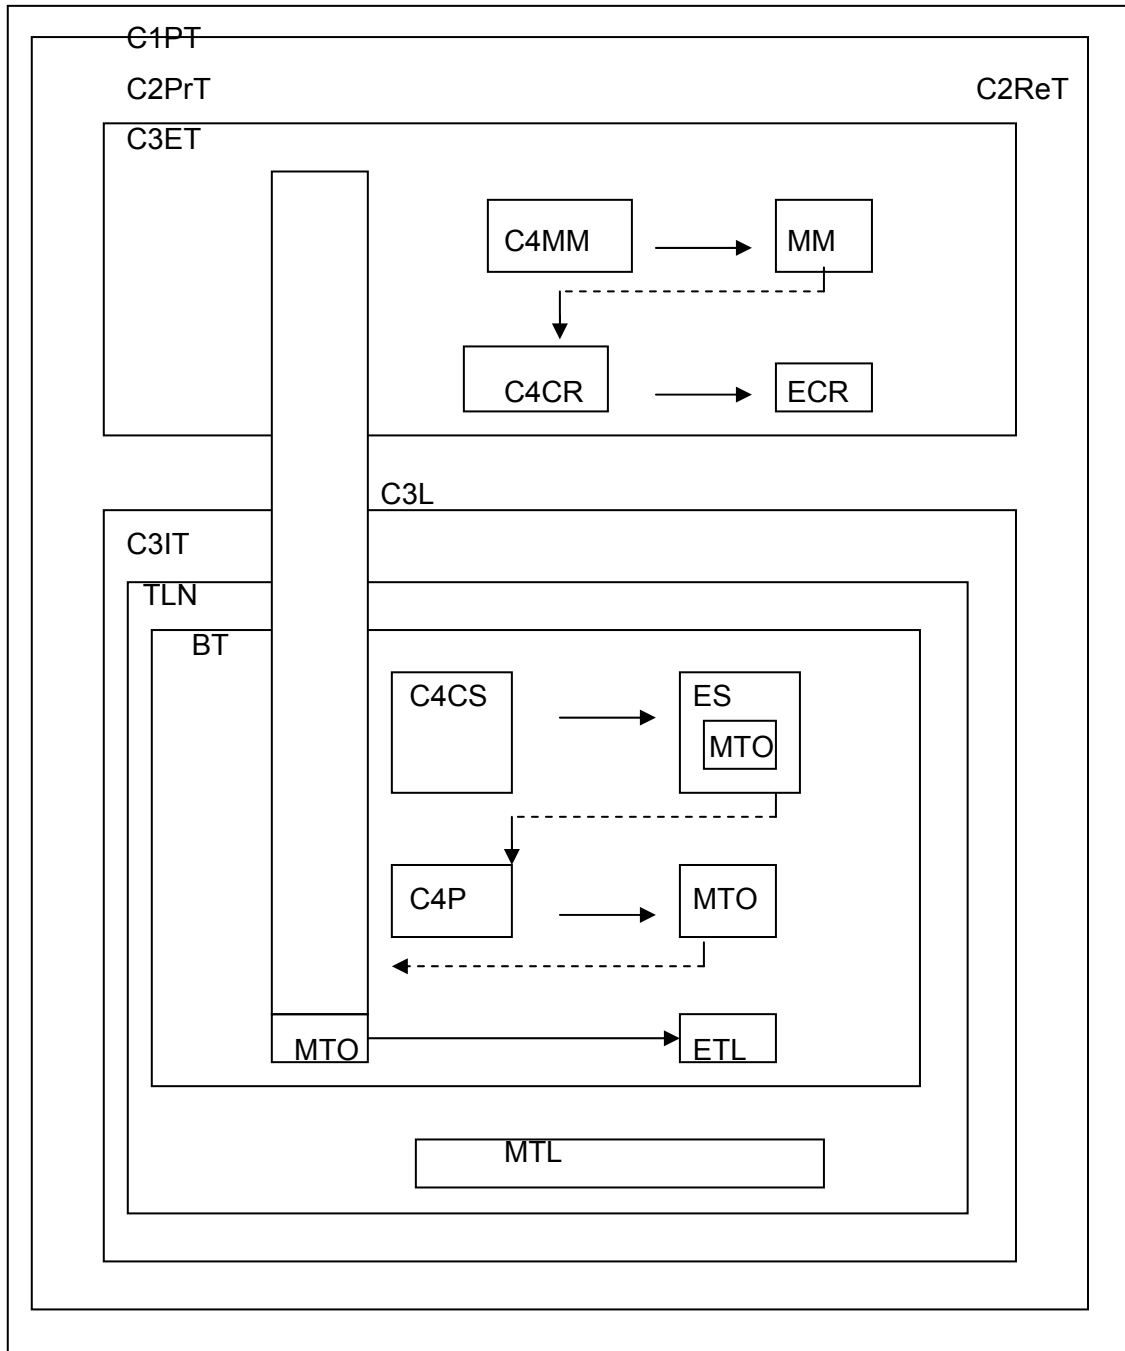 C1PT
C2PrT C2ReT
C3ET
C4MM MM
C4CR ECR
C3L
C3IT
TLN
BT
C4CS ES
MTO
C4P MTO
MTO ETL
MTL